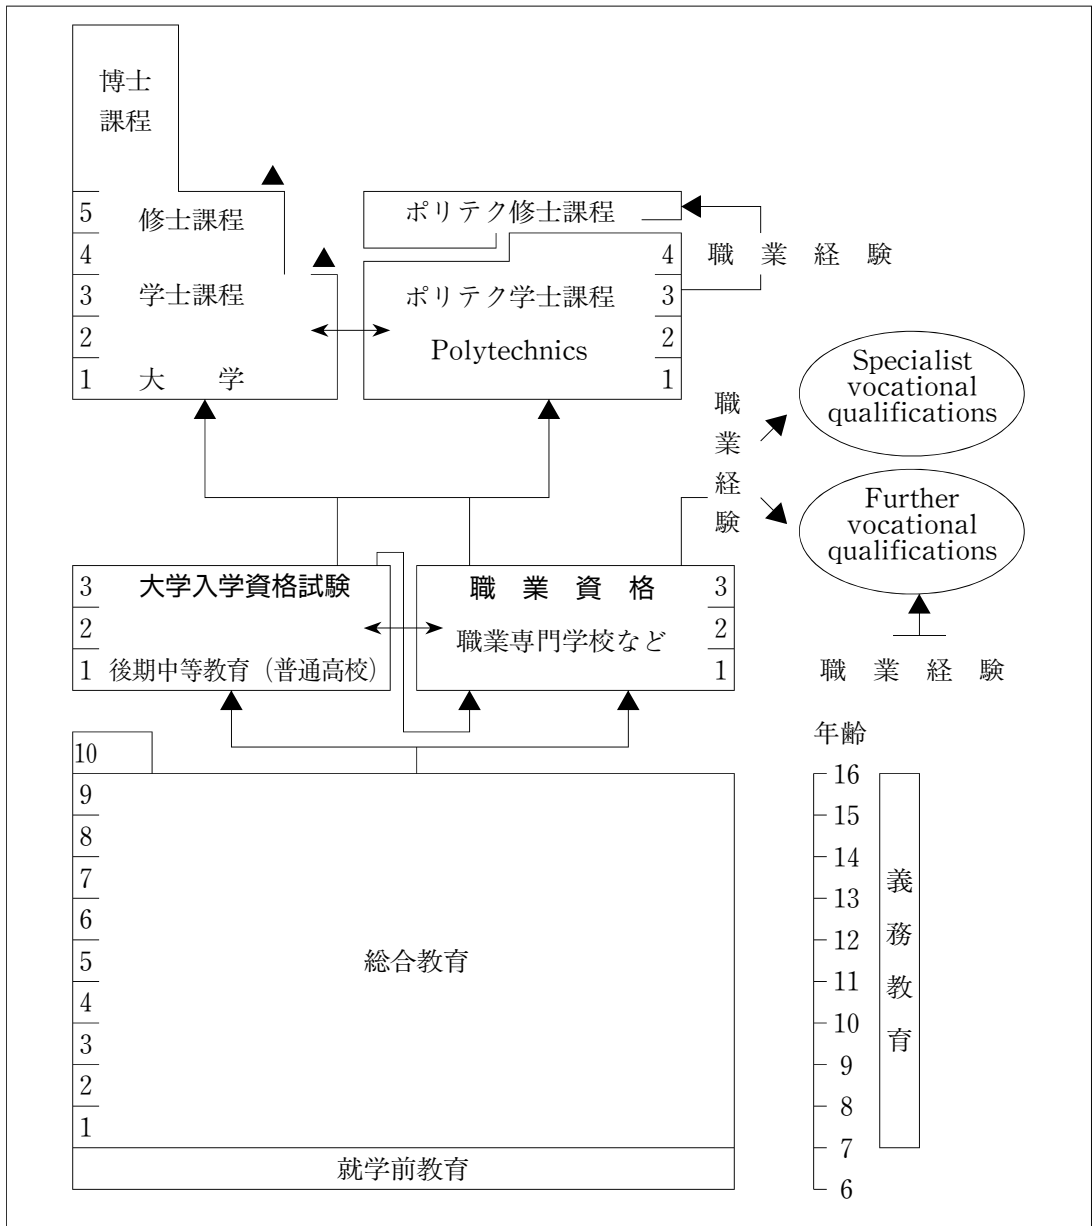 博士
課程
5
修士課程
4
3
学士課程
2
1
大学
ポリテク修士課程
4
ポリテク学士課程
3
Polytechnics
2
1
職業経験
Specialist
vocational
qualifications
職業経験
Further
vocational
qualifications
職業経験
3
大学入学資格試験
2
1
後期中等教育（普通高校）
職業資格
3
職業専門学校など
2
1
10
9
8
7
6
5
総合教育
4
3
2
1
就学前教育
年齢
16
15
14
13
12
11
10
9
8
7
6
義務教育